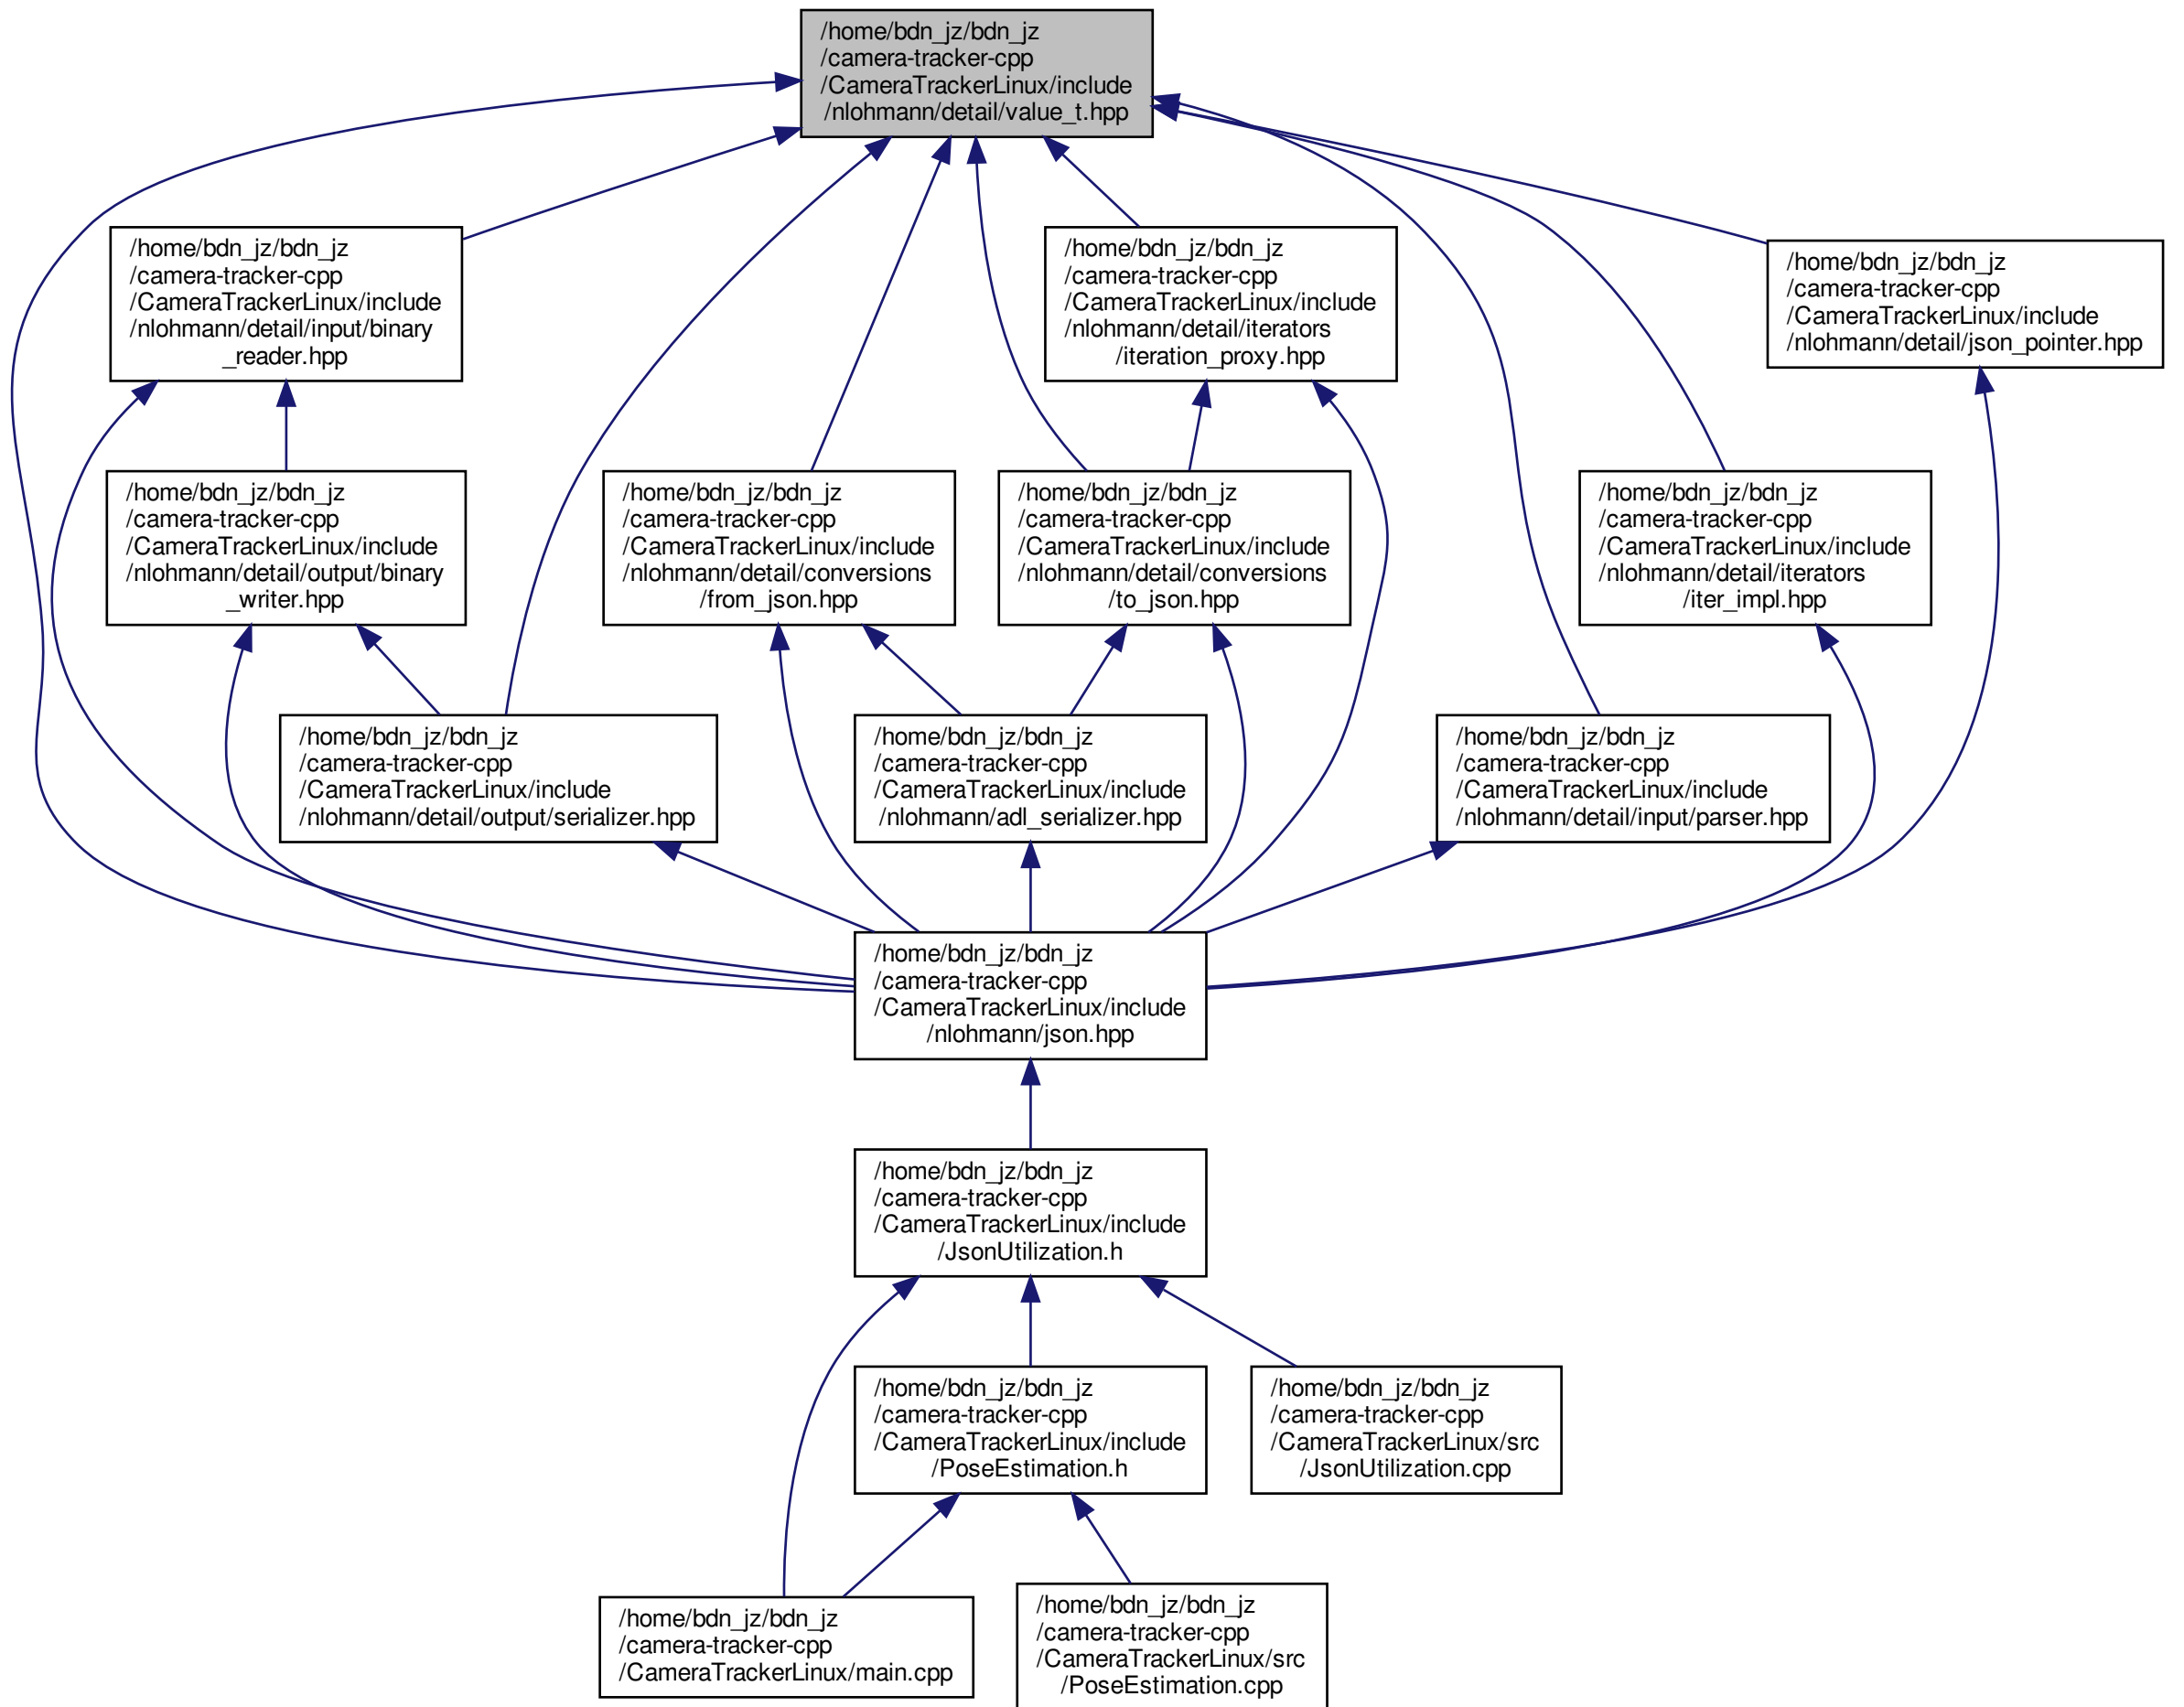 /home/bdn_jz/bdn_jz
/camera-tracker-cpp
/CameraTrackerLinux/include
/nlohmann/detail/value_t.hpp
/home/bdn_jz/bdn_jz
/camera-tracker-cpp
/CameraTrackerLinux/include
/nlohmann/detail/input/binary
_reader.hpp
/home/bdn_jz/bdn_jz
/camera-tracker-cpp
/CameraTrackerLinux/include
/nlohmann/detail/iterators
/iteration_proxy.hpp
/home/bdn_jz/bdn_jz
/camera-tracker-cpp
/CameraTrackerLinux/include
/nlohmann/detail/json_pointer.hpp
/home/bdn_jz/bdn_jz
/camera-tracker-cpp
/CameraTrackerLinux/include
/nlohmann/detail/output/binary
_writer.hpp
/home/bdn_jz/bdn_jz
/camera-tracker-cpp
/CameraTrackerLinux/include
/nlohmann/detail/conversions
/from_json.hpp
/home/bdn_jz/bdn_jz
/camera-tracker-cpp
/CameraTrackerLinux/include
/nlohmann/detail/conversions
/to_json.hpp
/home/bdn_jz/bdn_jz
/camera-tracker-cpp
/CameraTrackerLinux/include
/nlohmann/detail/iterators
/iter_impl.hpp
/home/bdn_jz/bdn_jz
/camera-tracker-cpp
/CameraTrackerLinux/include
/nlohmann/detail/output/serializer.hpp
/home/bdn_jz/bdn_jz
/camera-tracker-cpp
/CameraTrackerLinux/include
/nlohmann/adl_serializer.hpp
/home/bdn_jz/bdn_jz
/camera-tracker-cpp
/CameraTrackerLinux/include
/nlohmann/detail/input/parser.hpp
/home/bdn_jz/bdn_jz
/camera-tracker-cpp
/CameraTrackerLinux/include
/nlohmann/json.hpp
/home/bdn_jz/bdn_jz
/camera-tracker-cpp
/CameraTrackerLinux/include
/JsonUtilization.h
/home/bdn_jz/bdn_jz
/camera-tracker-cpp
/CameraTrackerLinux/include
/PoseEstimation.h
/home/bdn_jz/bdn_jz
/camera-tracker-cpp
/CameraTrackerLinux/src
/JsonUtilization.cpp
/home/bdn_jz/bdn_jz
/camera-tracker-cpp
/CameraTrackerLinux/main.cpp
/home/bdn_jz/bdn_jz
/camera-tracker-cpp
/CameraTrackerLinux/src
/PoseEstimation.cpp